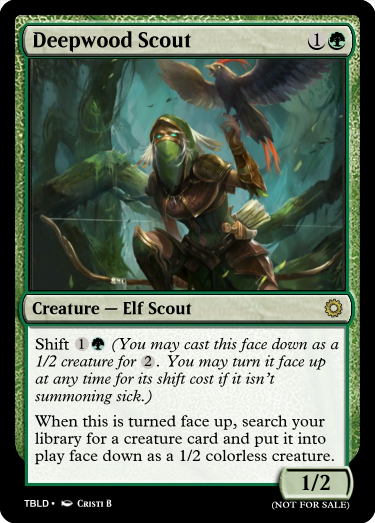 Deepwood Scout 1
Creature — Elf Scout
Shift 1 (You may cast this face down as a
1/2 creature for 2. You may turn it face up
at any time for its shift cost if it isn't
summoning sick.)
When this is turned face up, search your
library for a creature card and put it into
play face down as a 1/2 colorless creature.
1/2
TBLD • Cristi B
(NOT FOR SALE)